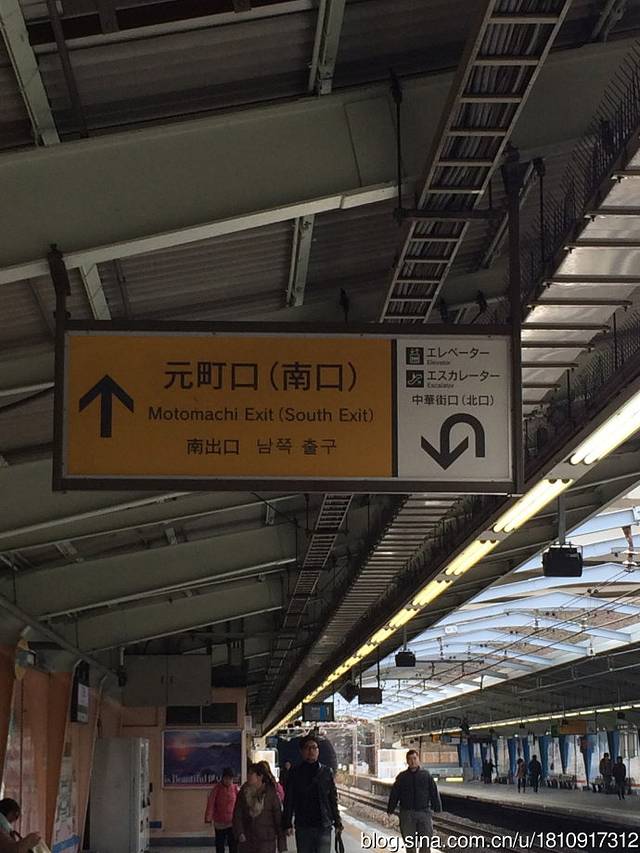 元町口(南口)
Motomachi Exit (South Exit)
南出口 남쪽 출구
エレベーター
Elevator
エスカレーター
Escalator
中華街口(北口)
is Beautiful
blog.sina.com.cn/u/1810917312